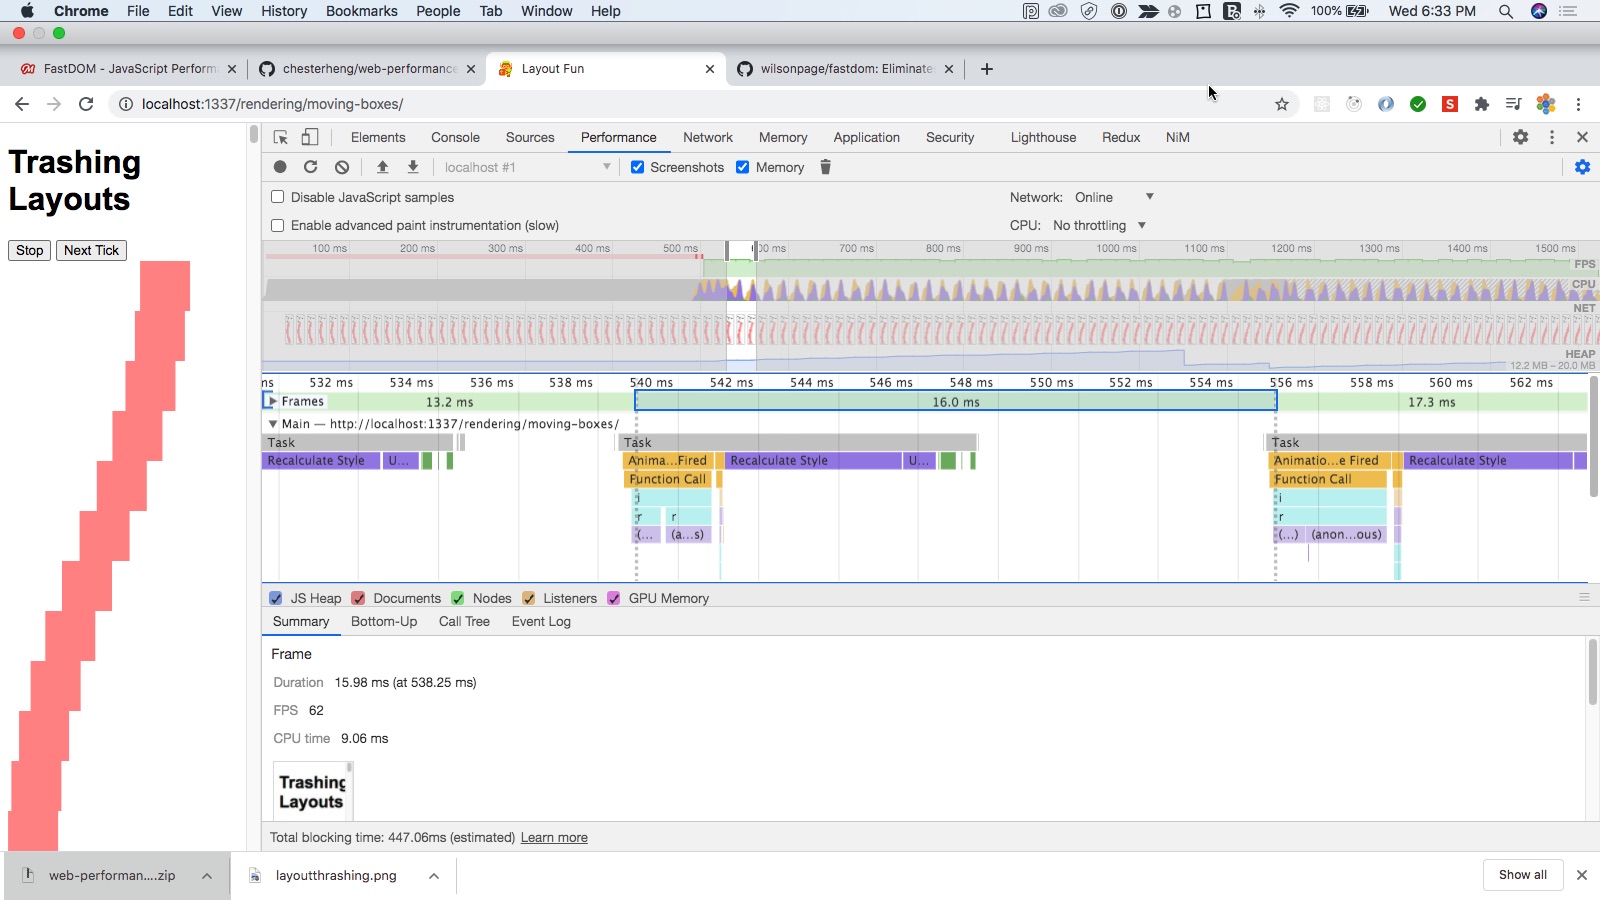 Chrome File Edit View History Bookmarks People Tab Window Help 100% Wed 6:33 PM
FastDOM - JavaScript Perform chesterheng/web-performance Layout Fun wilsonpage/fastdom: Eliminate
localhost:1337/rendering/moving-boxes/
Elements Console Sources Performance Network Memory Application Security Lighthouse Redux NiM
localhost #1 Screenshots Memory
Disable JavaScript samples Network: Online
Enable advanced paint instrumentation (slow) CPU: No throttling
Trashing
Layouts
Stop Next Tick
100 ms 200 ms 300 ms 400 ms 500 ms 00 ms 700 ms 800 ms 900 ms 1000 ms 1100 ms 1200 ms 1300 ms 1400 ms 1500 ms
FPS
CPU
NET
HEAP
12.2 MB – 20.0 MB
ms 532 ms 534 ms 536 ms 538 ms 540 ms 542 ms 544 ms 546 ms 548 ms 550 ms 552 ms 554 ms 556 ms 558 ms 560 ms 562 ms
Frames 13.2 ms 16.0 ms 17.3 ms
Main — http://localhost:1337/rendering/moving-boxes/
Task Task Task
Recalculate Style U... Anima...Fired Recalculate Style U... Animatio...e Fired Recalculate Style
Function Call Function Call
i i
r r r
(... (a...s) (...) (anon...ous)
JS Heap Documents Nodes Listeners GPU Memory
Summary Bottom-Up Call Tree Event Log
Frame
Duration 15.98 ms (at 538.25 ms)
FPS 62
CPU time 9.06 ms
Trashing
Layouts
Total blocking time: 447.06ms (estimated) Learn more
web-performan....zip layoutthrashing.png Show all